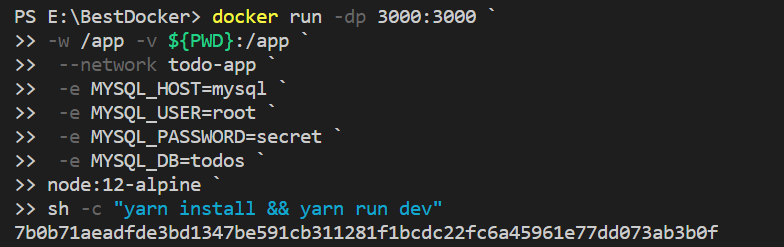 PS E:\BestDocker> docker run -dp 3000:3000 `
>> -w /app -v ${PWD}:/app `
>>  --network todo-app `
>>  -e MYSQL_HOST=mysql `
>>  -e MYSQL_USER=root `
>>  -e MYSQL_PASSWORD=secret `
>>  -e MYSQL_DB=todos `
>> node:12-alpine `
>> sh -c "yarn install && yarn run dev"
7b0b71aeadfde3bd1347be591cb311281f1bcdc22fc6a45961e77dd073ab3b0f